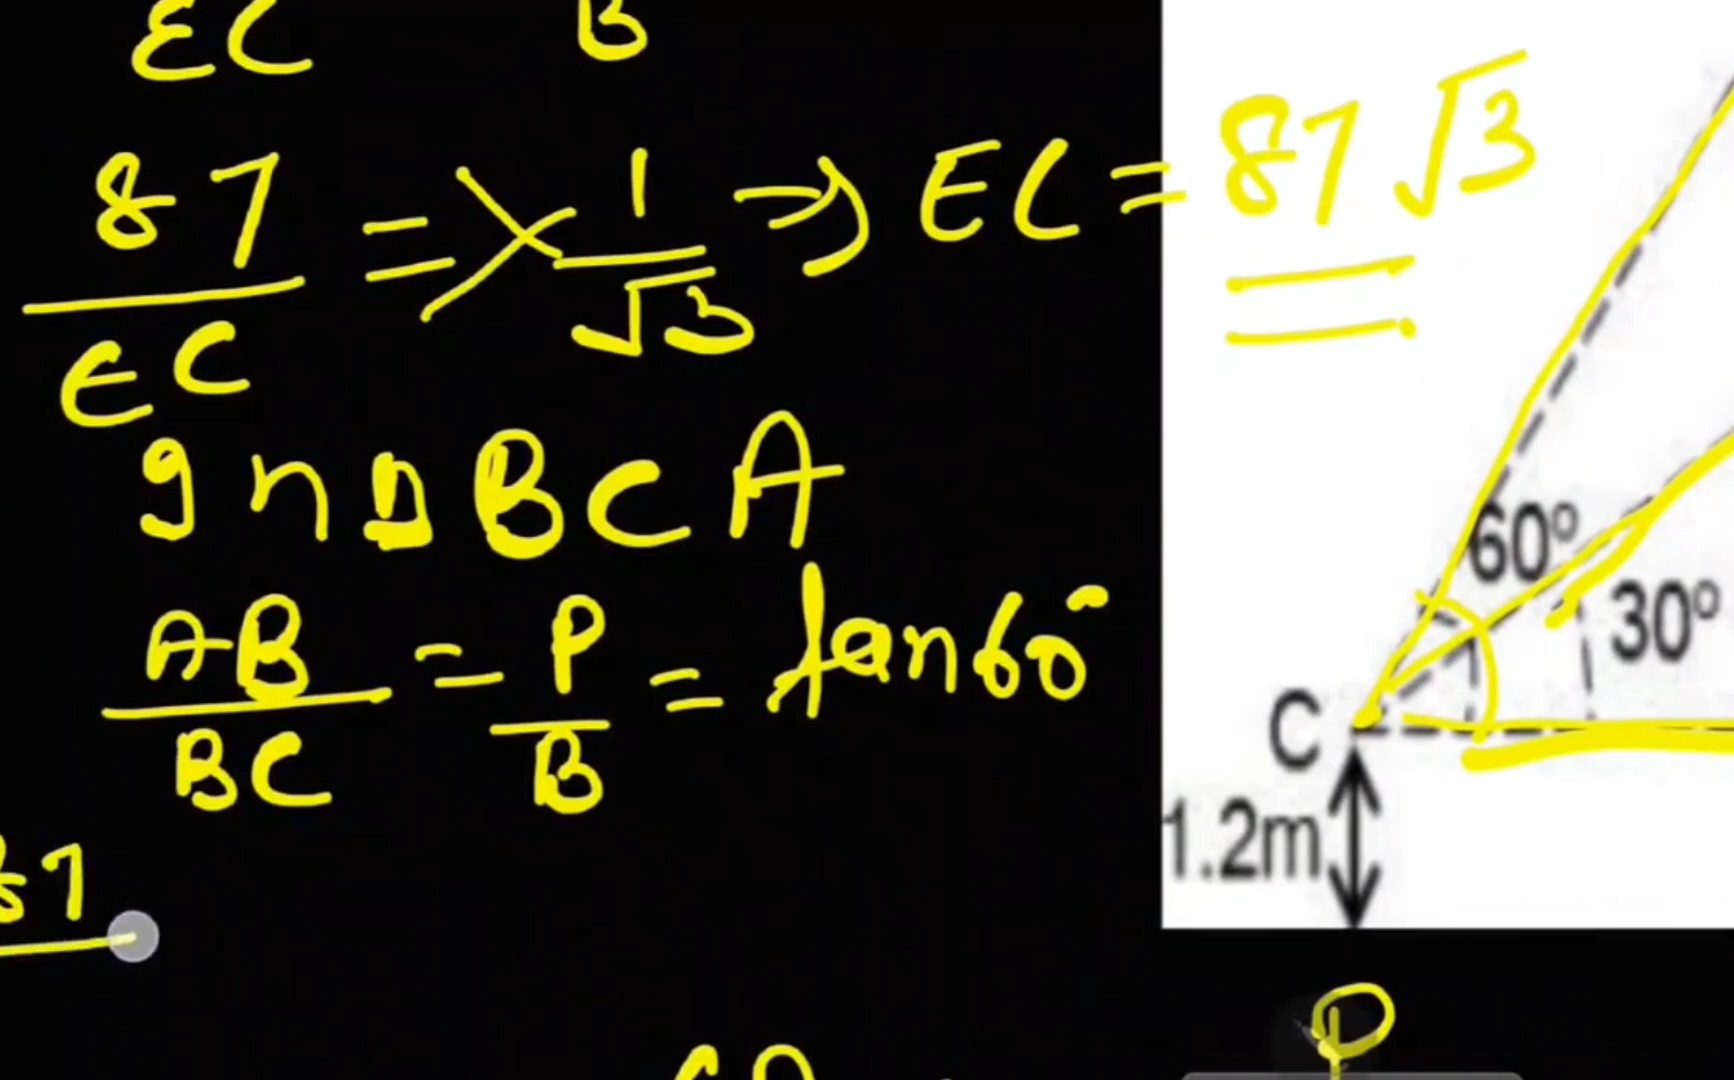 EC B
87/EC = 1/√3 ⇒ EC = 87√3
In Δ BCA
AB/BC = P/B = tan60°
87
60°
30°
C
1.2m
P